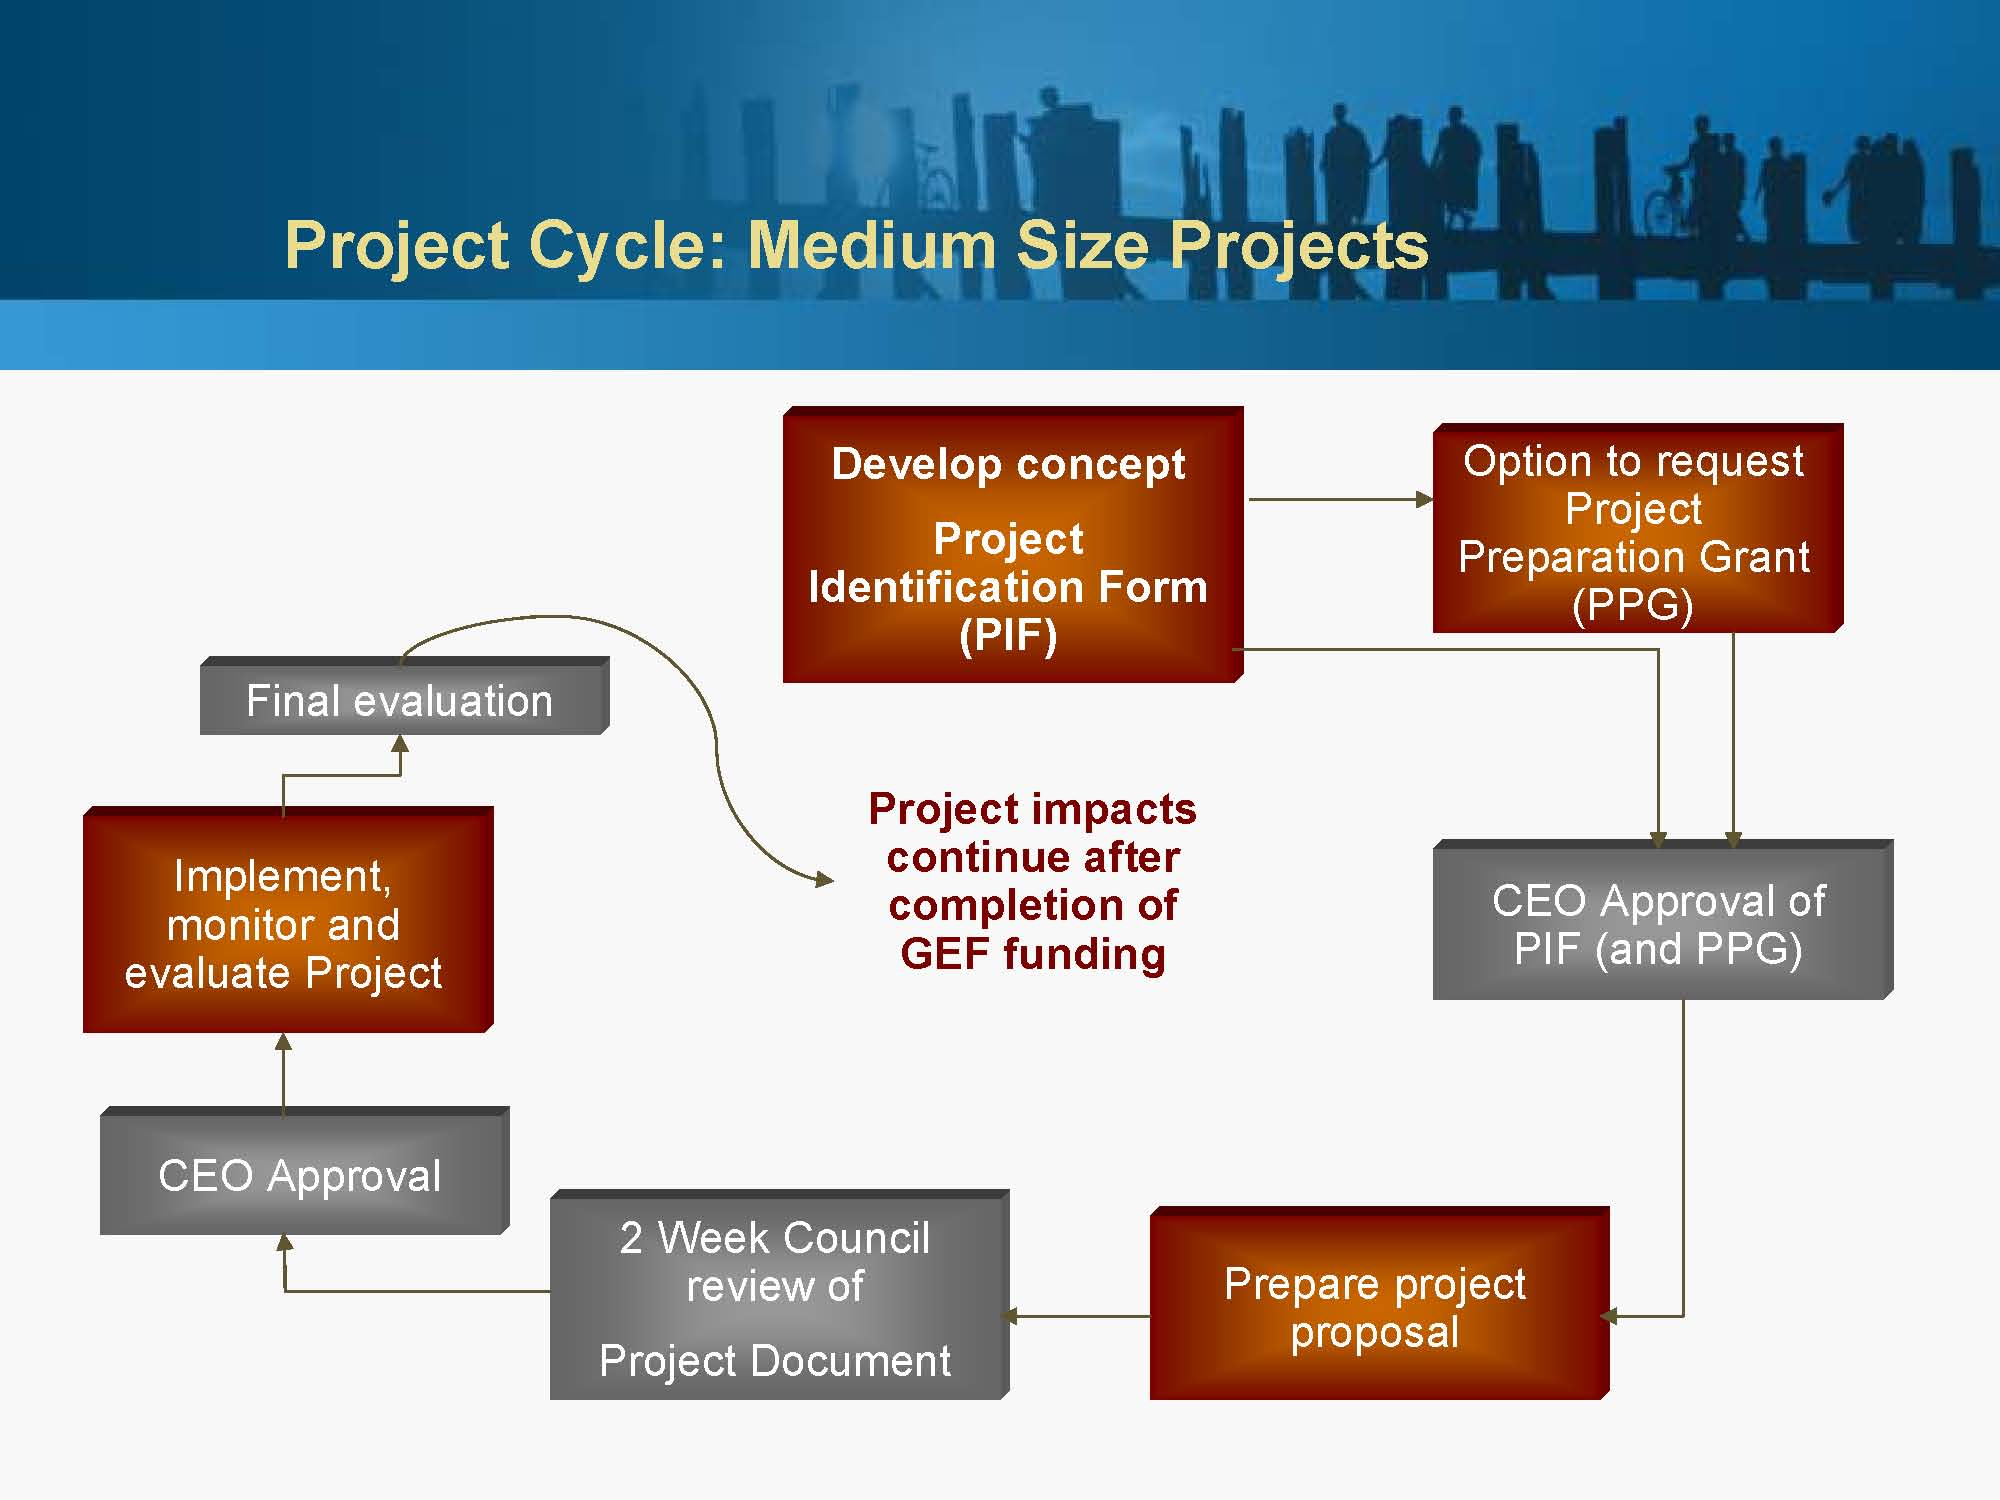 Project Cycle: Medium Size Projects
Develop concept
Project
Identification Form
(PIF)
Option to request
Project
Preparation Grant
(PPG)
CEO Approval of
PIF (and PPG)
Prepare project
proposal
2 Week Council
review of
Project Document
CEO Approval
Implement,
monitor and
evaluate Project
Final evaluation
Project impacts
continue after
completion of
GEF funding